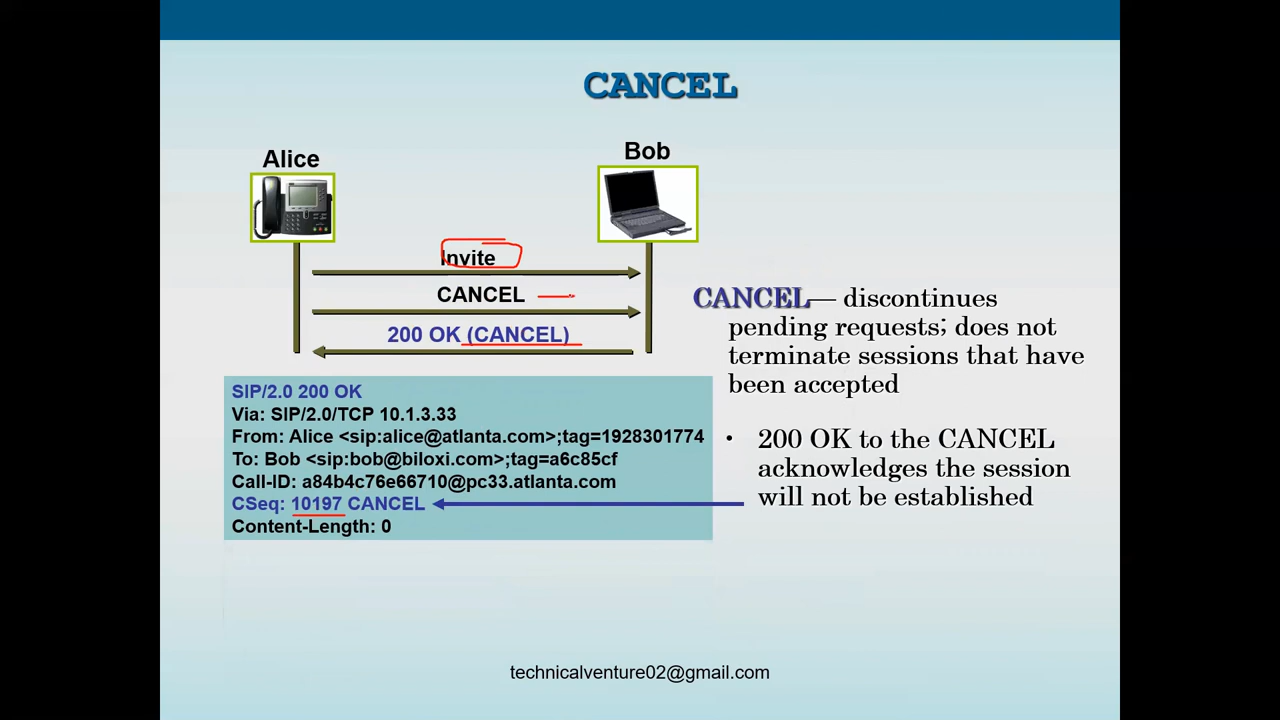 CANCEL
Alice
Bob
Invite
CANCEL
200 OK (CANCEL)
CANCEL— discontinues
pending requests; does not
terminate sessions that have
been accepted
SIP/2.0 200 OK
Via: SIP/2.0/TCP 10.1.3.33
From: Alice <sip:alice@atlanta.com>;tag=1928301774
To: Bob <sip:bob@biloxi.com>;tag=a6c85cf
Call-ID: a84b4c76e66710@pc33.atlanta.com
CSeq: 10197 CANCEL
Content-Length: 0
• 200 OK to the CANCEL
acknowledges the session
will not be established
technicalventure02@gmail.com